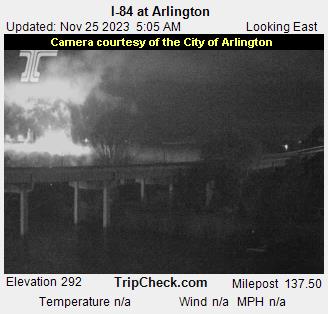 I-84 at Arlington
Updated: Nov 25 2023 5:05 AM Looking East
Camera courtesy of the City of Arlington
Elevation 292 TripCheck.com Milepost 137.50
Temperature n/a Wind n/a MPH n/a